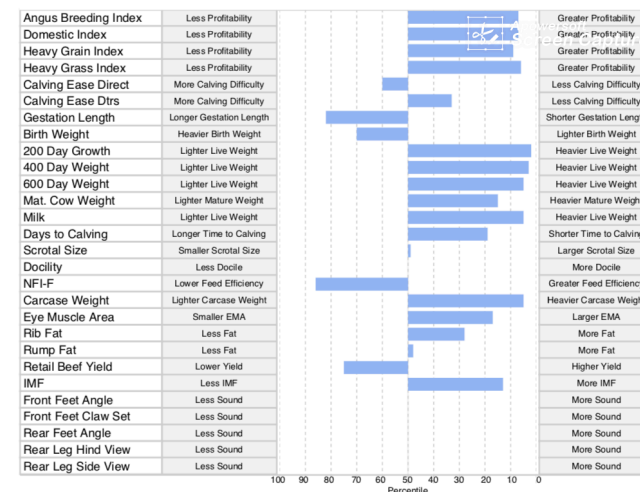 Angus Breeding Index Less Profitability Greater Profitability
Domestic Index Less Profitability Greater Profitability
Heavy Grain Index Less Profitability Greater Profitability
Heavy Grass Index Less Profitability Greater Profitability
Calving Ease Direct More Calving Difficulty Less Calving Difficulty
Calving Ease Dtrs More Calving Difficulty Less Calving Difficulty
Gestation Length Longer Gestation Length Shorter Gestation Leng
Birth Weight Heavier Birth Weight Lighter Birth Weight
200 Day Growth Lighter Live Weight Heavier Live Weight
400 Day Weight Lighter Live Weight Heavier Live Weight
600 Day Weight Lighter Live Weight Heavier Live Weight
Mat. Cow Weight Lighter Mature Weight Heavier Mature Weigh
Milk Lighter Live Weight Heavier Live Weight
Days to Calving Longer Time to Calving Shorter Time to Calving
Scrotal Size Smaller Scrotal Size Larger Scrotal Size
Docility Less Docile More Docile
NFI-F Lower Feed Efficiency Greater Feed Efficiency
Carcase Weight Lighter Carcase Weight Heavier Carcase Weigh
Eye Muscle Area Smaller EMA Larger EMA
Rib Fat Less Fat More Fat
Rump Fat Less Fat More Fat
Retail Beef Yield Lower Yield Higher Yield
IMF Less IMF More IMF
Front Feet Angle Less Sound More Sound
Front Feet Claw Set Less Sound More Sound
Rear Feet Angle Less Sound More Sound
Rear Leg Hind View Less Sound More Sound
Rear Leg Side View Less Sound More Sound
100 90 80 70 60 50 40 30 20 10 0
Percentile